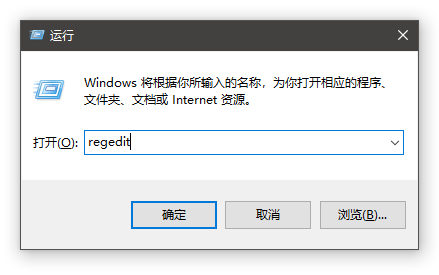 运行
Windows 将根据你所输入的名称，为你打开相应的程序、
文件夹、文档或 Internet 资源。
打开(O): regedit
确定 取消 浏览(B)...